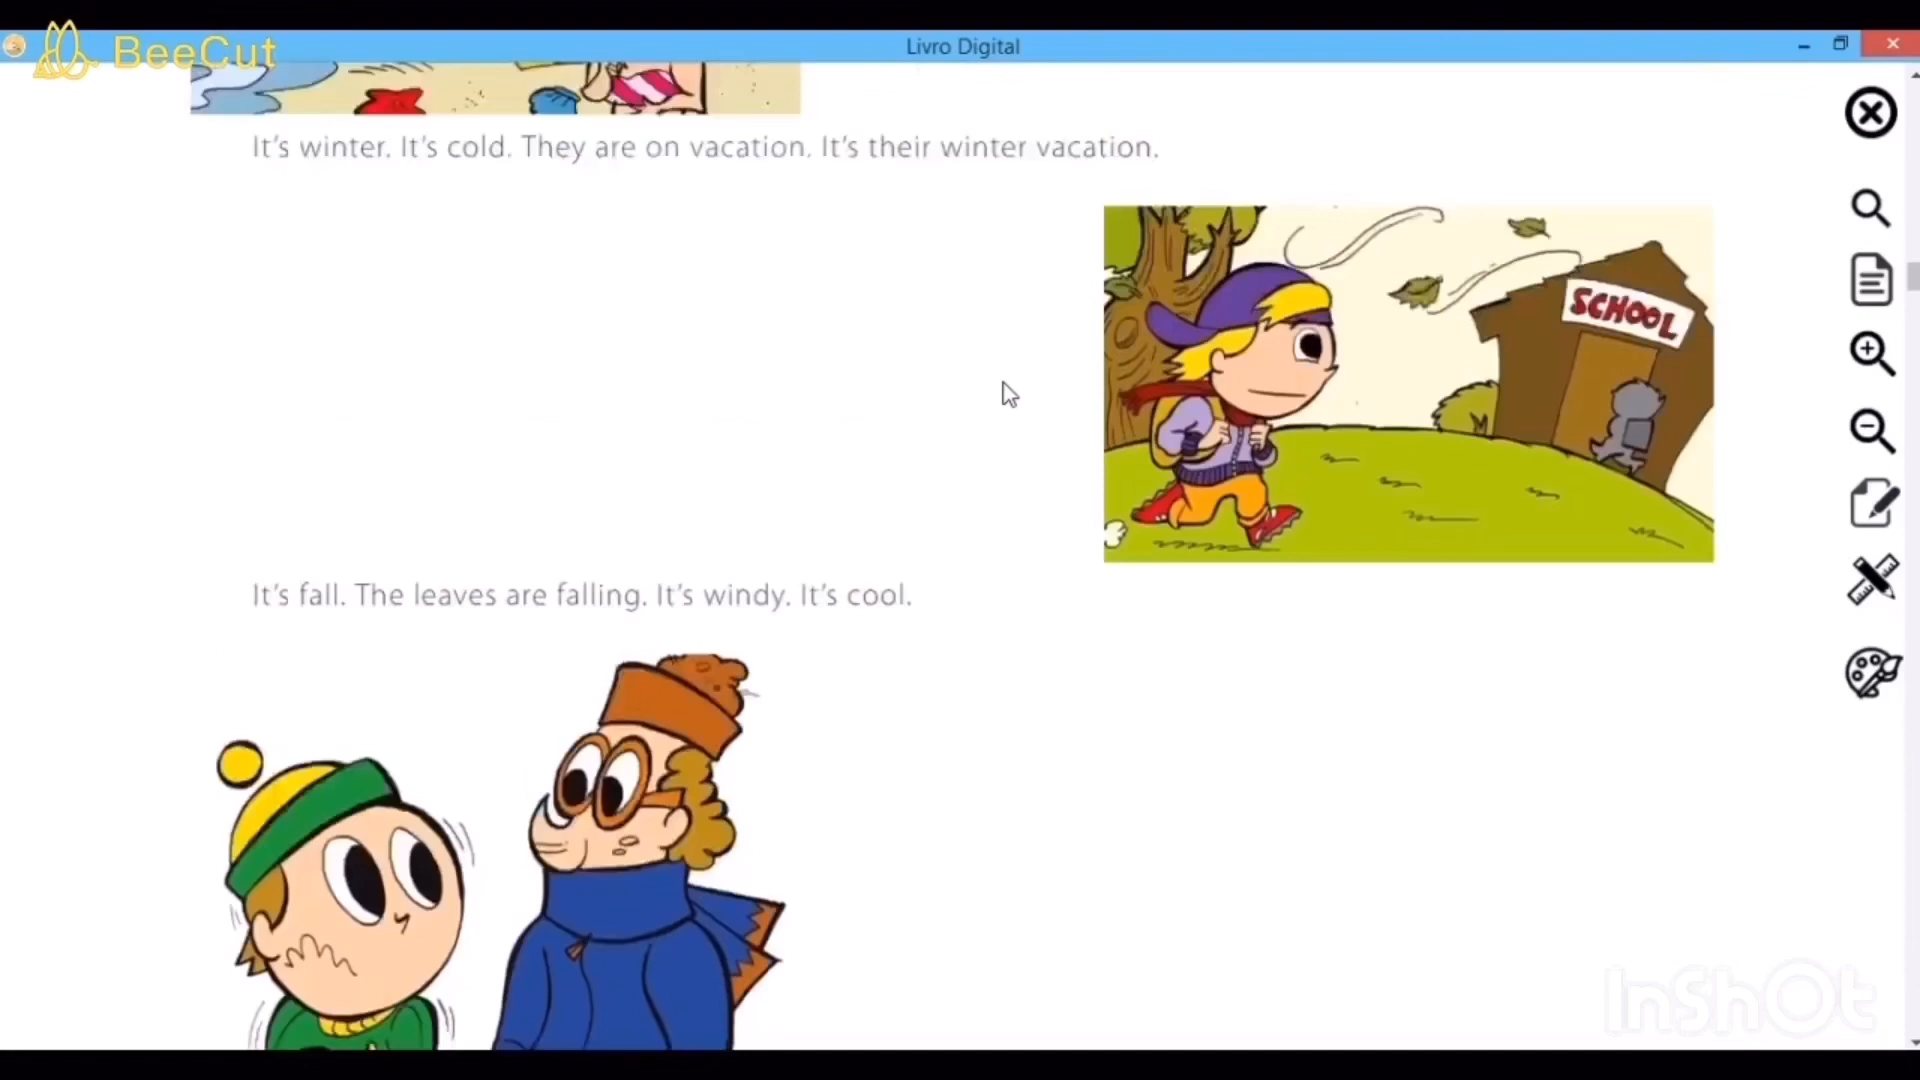 BeeCut
Livro Digital
It's winter. It's cold. They are on vacation. It's their winter vacation.
SCHOOL
It's fall. The leaves are falling. It's windy. It's cool.
InShOt